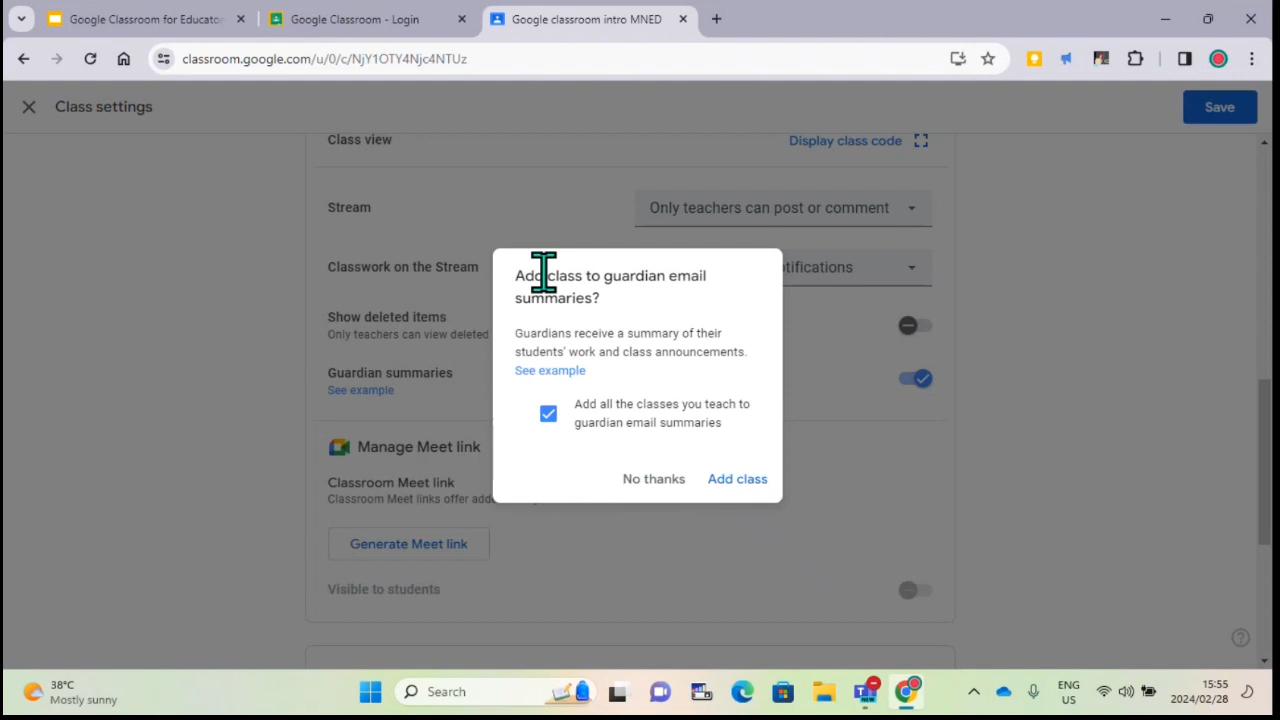 Google Classroom for Educator
Google Classroom - Login
Google classroom intro MNED
classroom.google.com/u/0/c/NjY1OTY4Njc4NTUz
Class settings
Save
Class view
Display class code
Stream
Only teachers can post or comment
Classwork on the Stream
tifications
Show deleted items
Only teachers can view deleted
Guardian summaries
See example
Add class to guardian email
summaries?
Guardians receive a summary of their
students' work and class announcements.
See example
Add all the classes you teach to
guardian email summaries
No thanks
Add class
Manage Meet link
Classroom Meet link
Classroom Meet links offer add
Generate Meet link
Visible to students
38°C
Mostly sunny
Search
NEW
ENG
US
15:55
2024/02/28